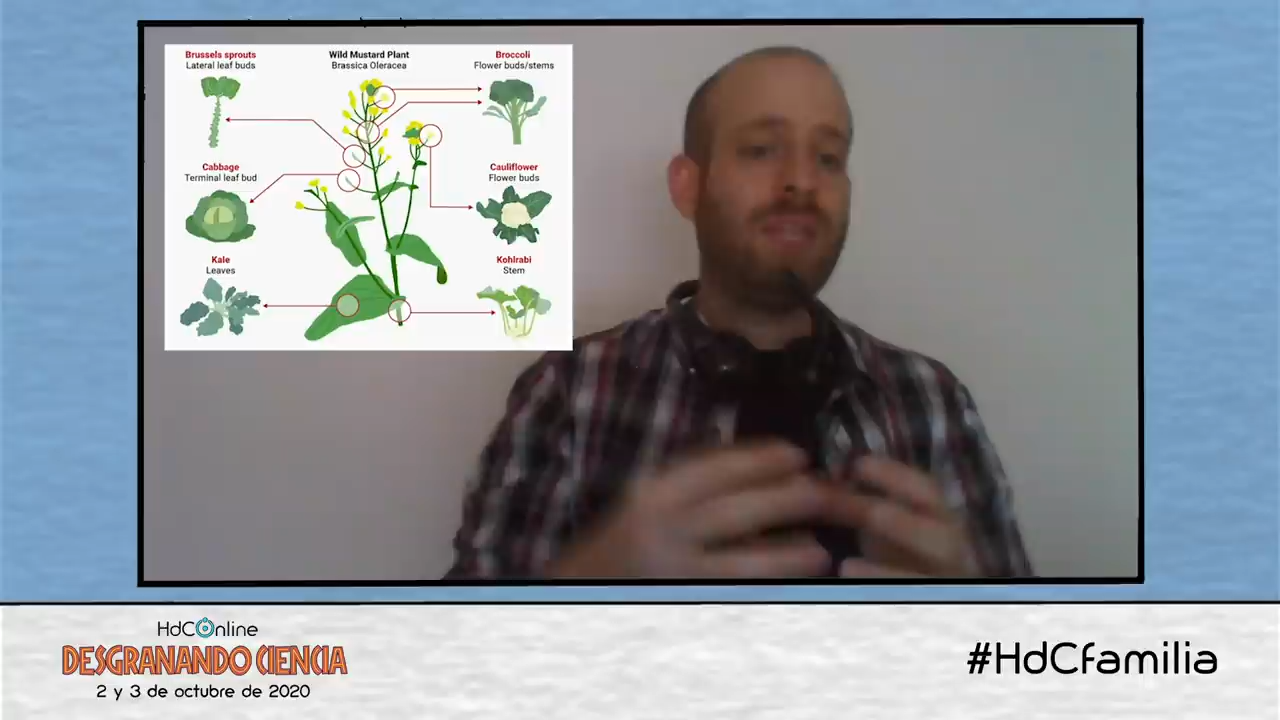 Brussels sprouts
Lateral leaf buds
Wild Mustard Plant
Brassica Oleracea
Broccoli
Flower buds/stems
Cabbage
Terminal leaf bud
Cauliflower
Flower buds
Kale
Leaves
Kohlrabi
Stem
HdCOnline
DESGRANANDO CIENCIA
2 y 3 de octubre de 2020
#HdCfamilia